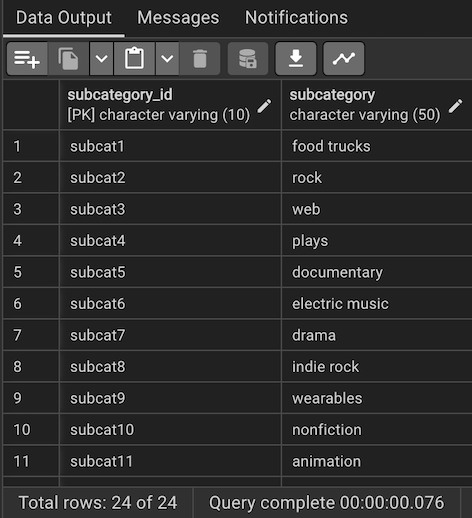 Data Output Messages Notifications
subcategory_id subcategory
[PK] character varying (10) character varying (50)
1 subcat1 food trucks
2 subcat2 rock
3 subcat3 web
4 subcat4 plays
5 subcat5 documentary
6 subcat6 electric music
7 subcat7 drama
8 subcat8 indie rock
9 subcat9 wearables
10 subcat10 nonfiction
11 subcat11 animation
Total rows: 24 of 24 Query complete 00:00:00.076